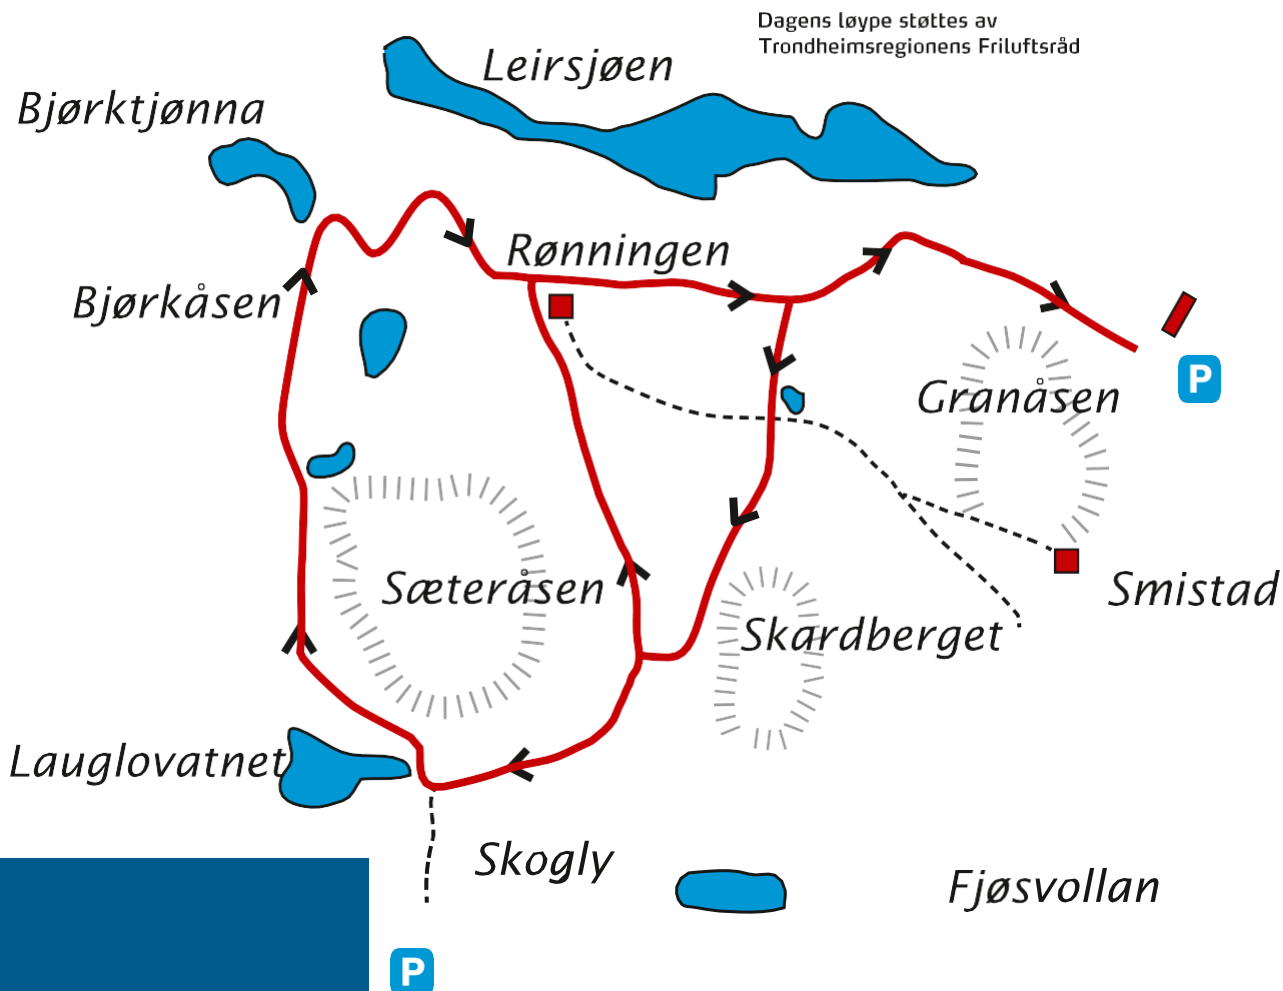 Dagens løype støttes av
Trondheimsregionens Friluftsråd
Leirsjøen
Bjørktjønna
Rønningen
Bjørkåsen
P
Granåsen
Sæteråsen
Smistad
Skardberget
Lauglovatnet
Skogly
Fjøsvollan
P